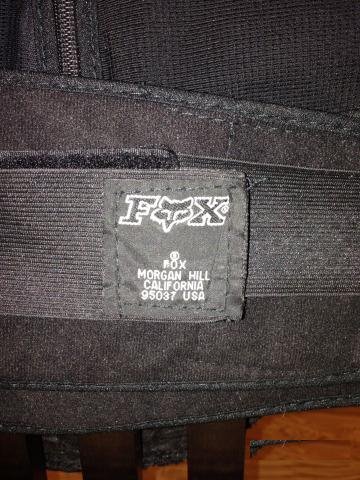 FOX
®
FOX
MORGAN HILL
CALIFORNIA
95037 USA